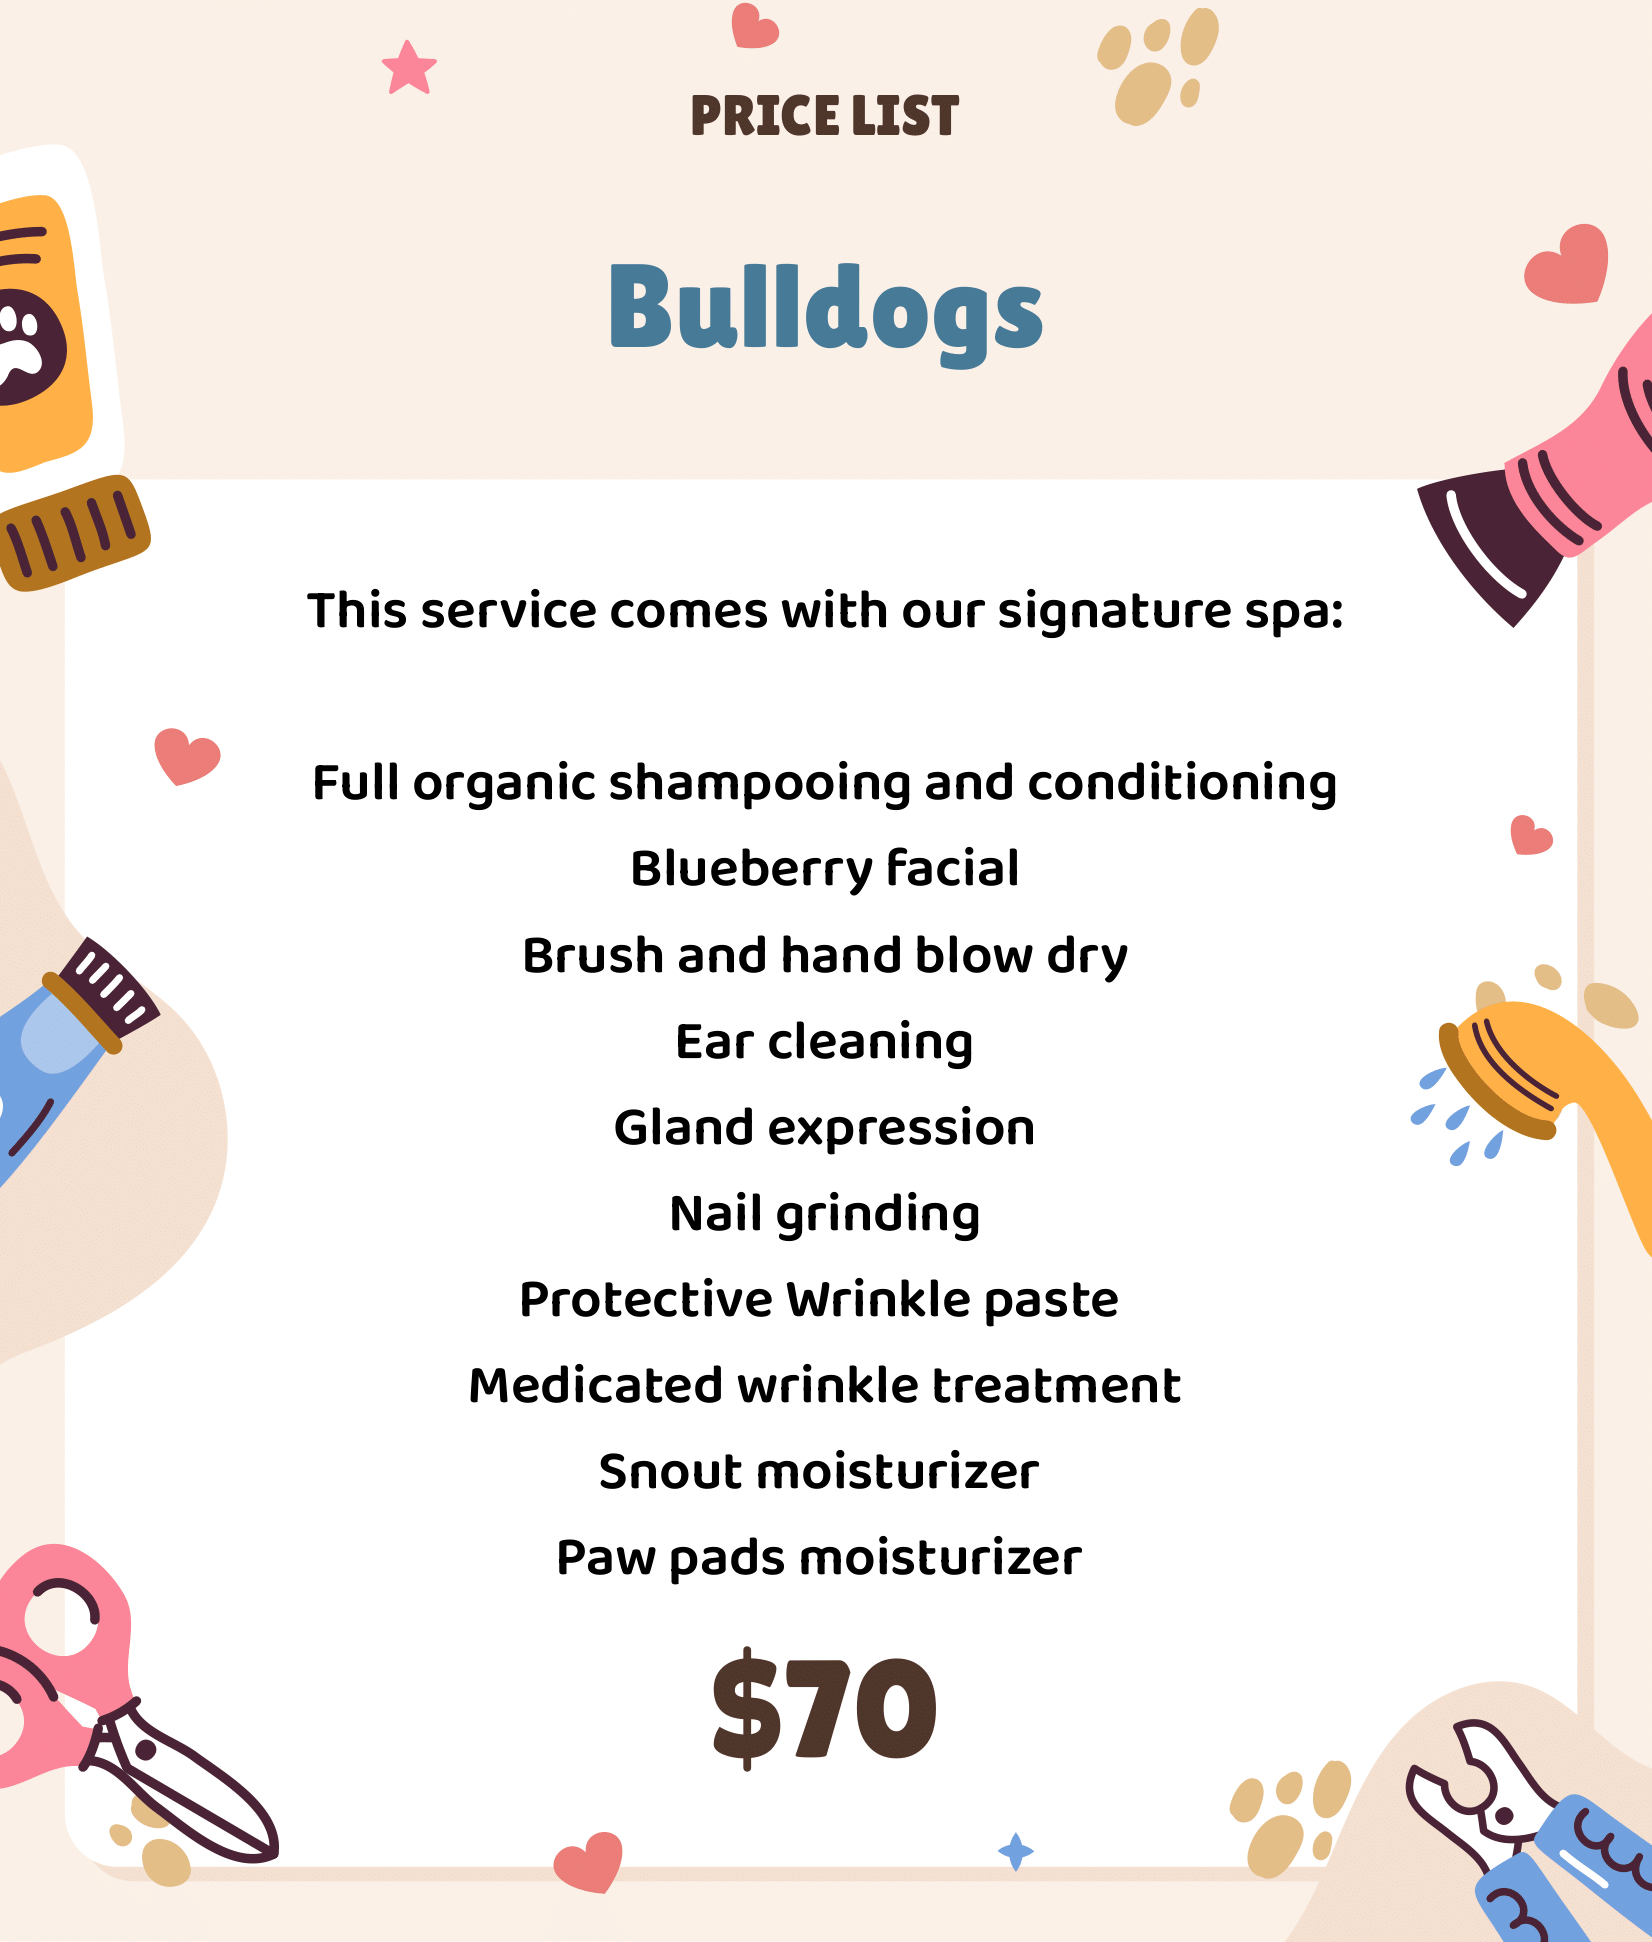 PRICE LIST
Bulldogs
This service comes with our signature spa:
Full organic shampooing and conditioning
Blueberry facial
Brush and hand blow dry
Ear cleaning
Gland expression
Nail grinding
Protective Wrinkle paste
Medicated wrinkle treatment
Snout moisturizer
Paw pads moisturizer
$70